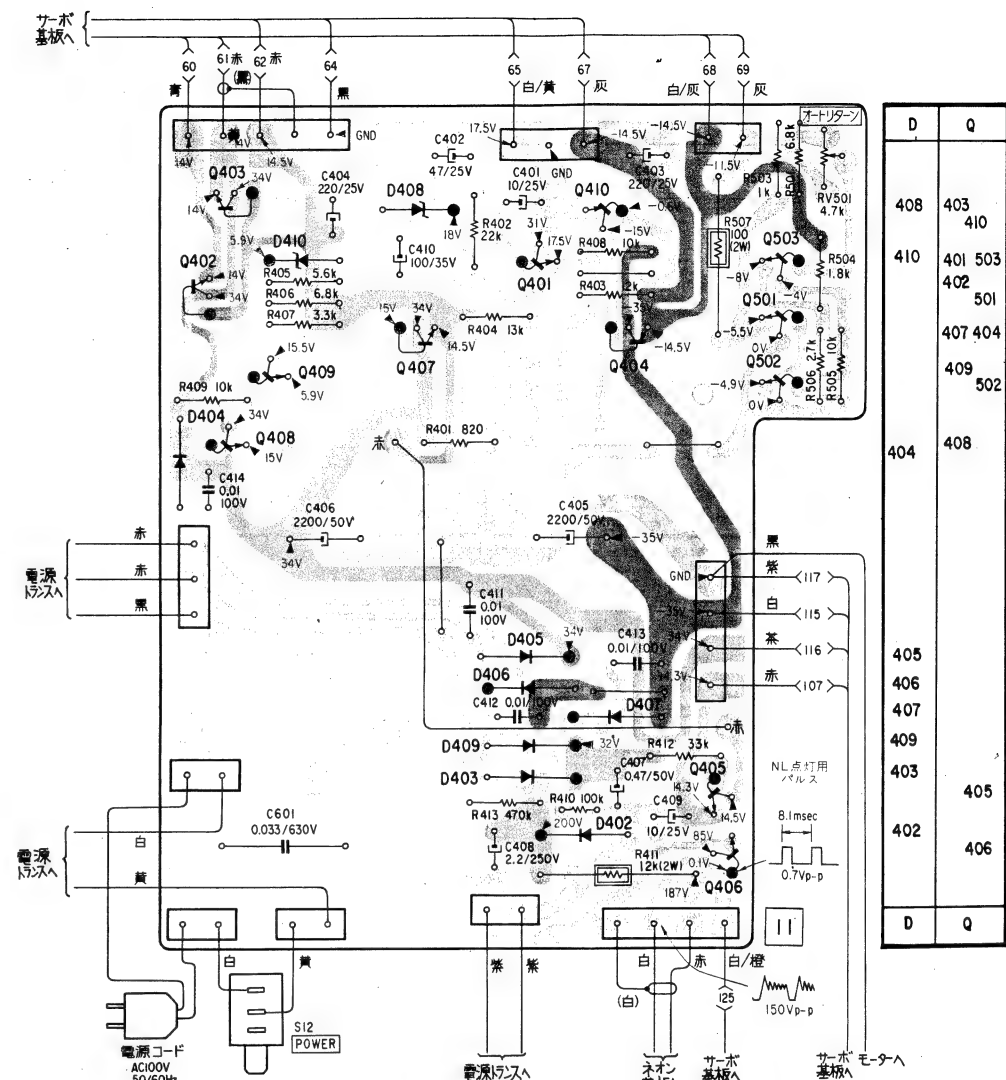 サーボ
基板へ
60
61
赤
(黒)
62
赤
64
65
67
68
69
青
黒
白/黄
灰
白/灰
灰
オートリターン
黄
GND
14V
14V
14.5V
17.5V
GND
-14.5V
-14.5V
-11.5V
Q403
34V
14V
C404
220/25V
C402
47/25V
D408
18V
C401
10/25V
C403
220/25V
Q410
-15V
R503
1k
R501
6.8k
RV501
4.7k
R507
100
(2W)
5.9V
D410
C410
100/35V
R402
22k
31V
17.5V
Q401
R408
10k
Q503
R504
1.8k
-8V
-4V
Q402
14V
34V
R405
5.6k
R406
6.8k
R407
3.3k
R403
-35V
15V
34V
14.5V
Q407
R404
13k
Q404
-14.5V
Q501
-5.5V
0V
Q502
-4.9V
0V
R506
2.7k
R505
10k
15.5V
Q409
5.9V
R409
10k
D404
34V
Q408
15V
赤
R401
820
C414
0.01
100V
C406
2200/50V
34V
C405
2200/50V
-35V
赤
赤
黒
電源
トランスへ
C411
0.01
100V
GND
-35V
34V
14.3V
黒
紫
117
白
115
茶
116
赤
107
D405
34V
C413
0.01/100V
D406
C412
0.01/100V
D407
赤
D409
32V
R412
33k
D403
C407
0.47/50V
Q405
14.3V
14.5V
NL点灯用
パルス
8.1msec
0.7Vp-p
R413
470k
R410
100k
200V
D402
C409
10/25V
85V
0.1V
Q406
C408
2.2/250V
R411
12k(2W)
187V
C601
0.033/630V
白
黄
電源
トランスへ
11
白
黄
紫
紫
白
赤
白/橙
(白)
125
150Vp-p
S12
POWER
電源コード
AC100V
50/60Hz
電源トランスへ
ネオン
サーボ
基板へ
サーボ
基板へ
モーターへ
D Q
408 403
410
410 401 503
402
501
407 404
409
502
404 408
405
406
407
409
403
405
402
406
D Q